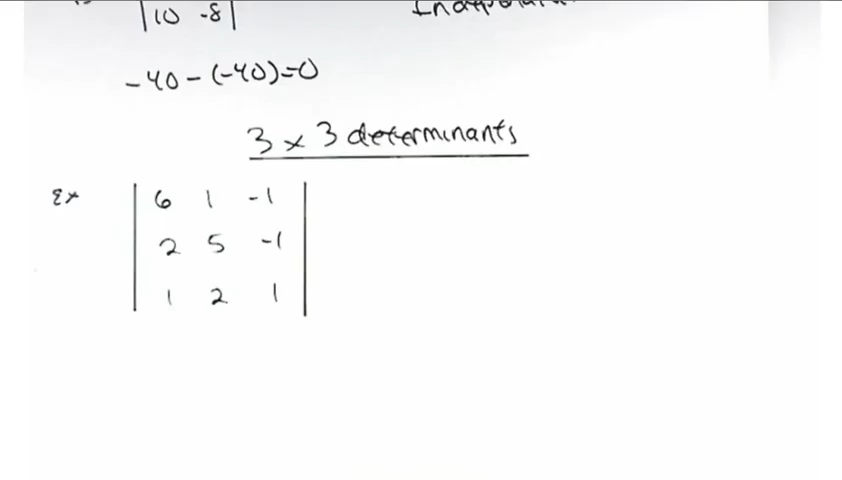 |10 -8|
-40-(-40)=0
3 x 3 determinants
Ex
6 1 -1
2 5 -1
1 2 1